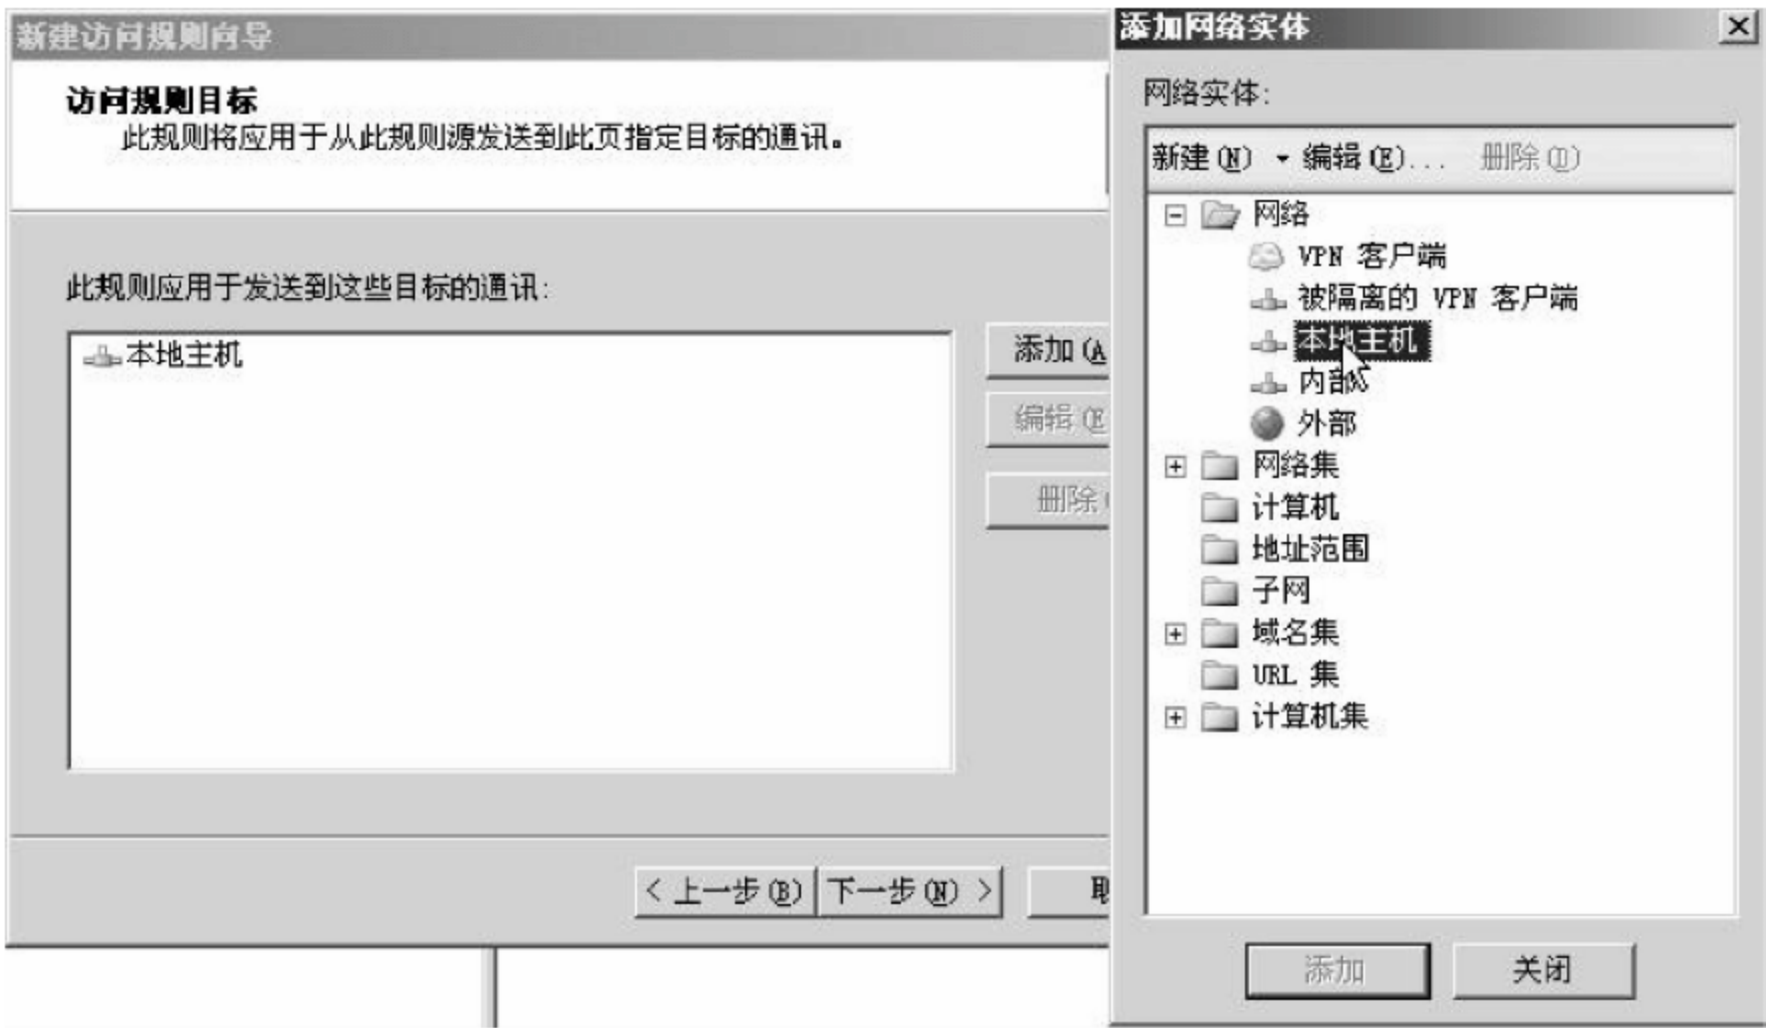 新建访问规则向导
访问规则目标
此规则将应用于从此规则源发送到此页指定目标的通讯。
此规则应用于发送到这些目标的通讯:
本地主机
添加(A
编辑(E
删除
<上一步(B) 下一步(N)>
添加网络实体
网络实体:
新建(N) 编辑(E)... 删除(D)
网络
VPN 客户端
被隔离的 VPN 客户端
本地主机
内部
外部
网络集
计算机
地址范围
子网
域名集
URL 集
计算机集
添加 关闭